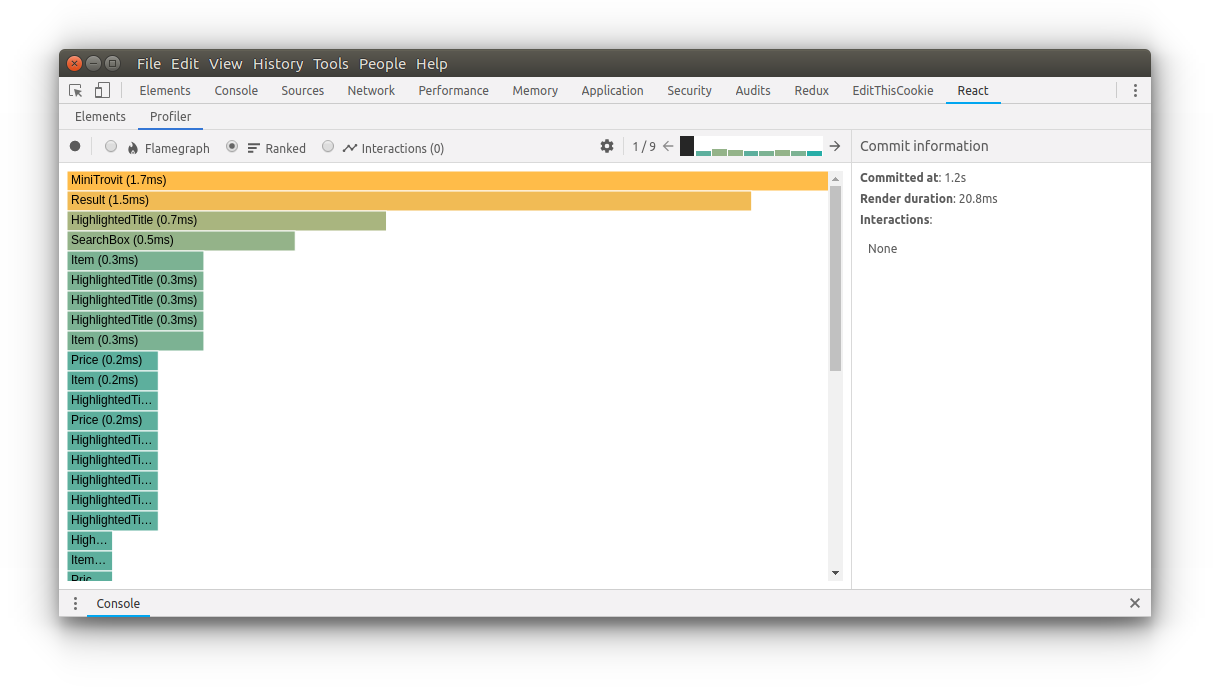 File Edit View History Tools People Help
Elements Console Sources Network Performance Memory Application Security Audits Redux EditThisCookie React
Elements Profiler
Flamegraph Ranked Interactions (0) 1 / 9 Commit information
MiniTrovit (1.7ms)
Result (1.5ms)
HighlightedTitle (0.7ms)
SearchBox (0.5ms)
Item (0.3ms)
HighlightedTitle (0.3ms)
HighlightedTitle (0.3ms)
HighlightedTitle (0.3ms)
Item (0.3ms)
Price (0.2ms)
Item (0.2ms)
HighlightedTi…
Price (0.2ms)
HighlightedTi…
HighlightedTi…
HighlightedTi…
HighlightedTi…
HighlightedTi…
High…
Item…
Pric…
Committed at: 1.2s
Render duration: 20.8ms
Interactions:
None
Console